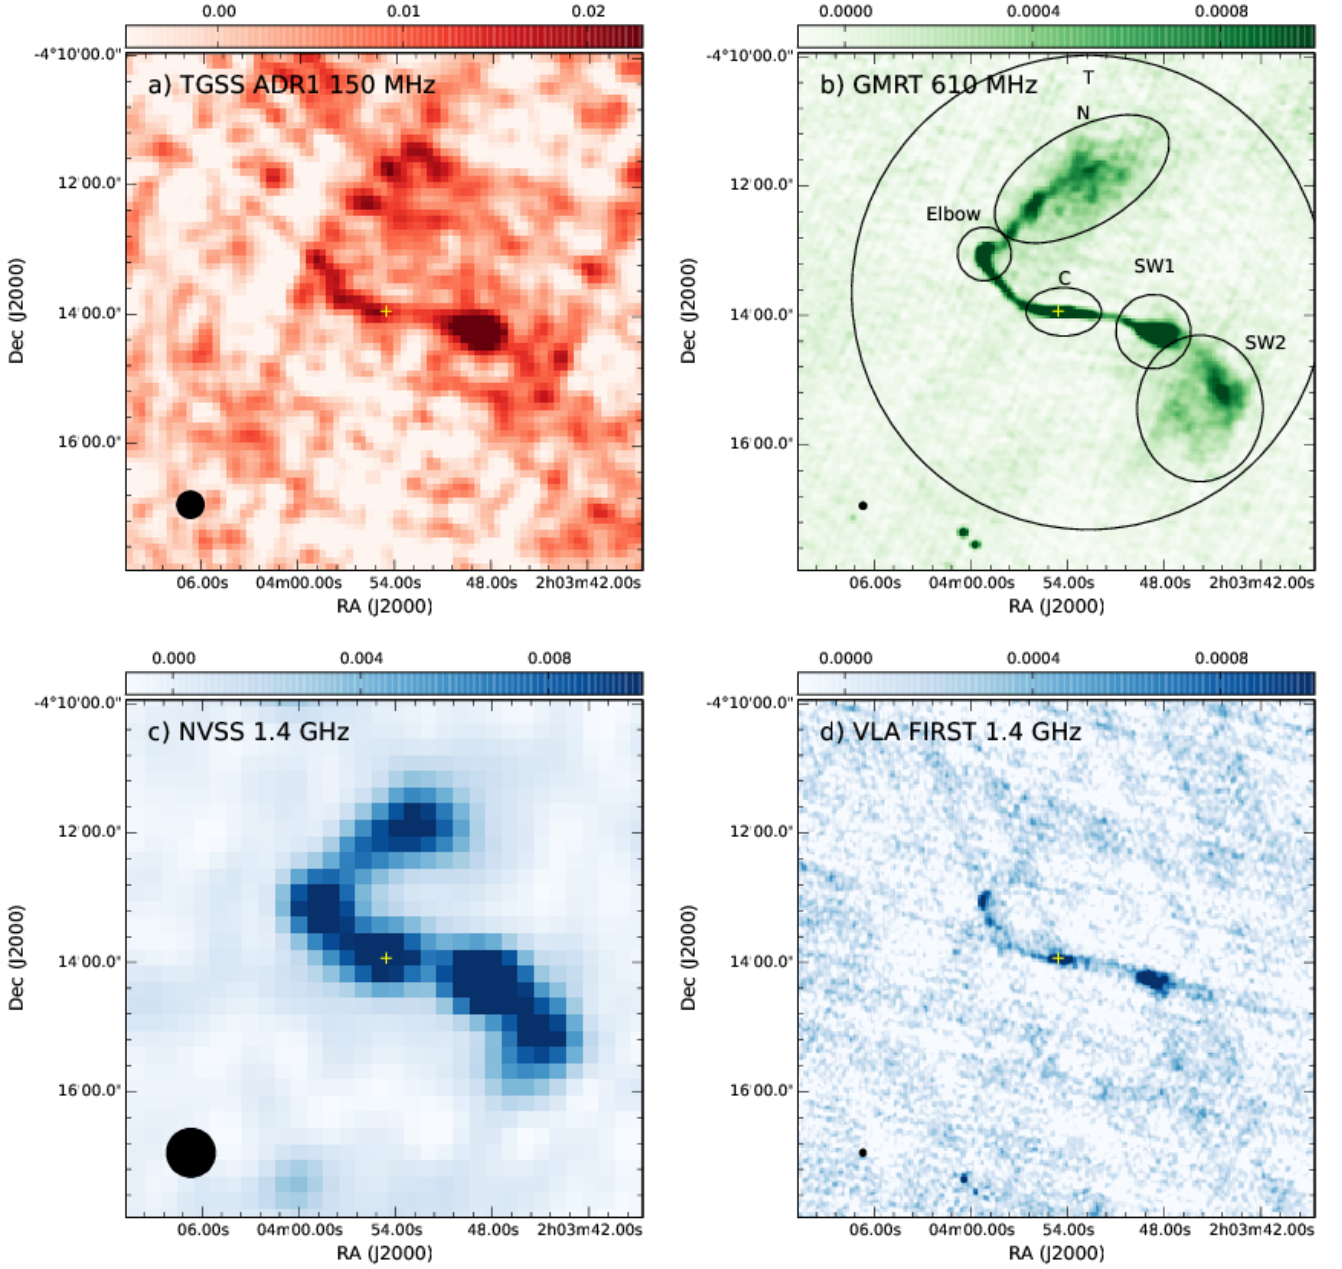 0.00 0.01 0.02
a) TGSS ADR1 150 MHz
-4°10'00.0"
12'00.0"
14'00.0"
16'00.0"
Dec (J2000)
06.00s 04m00.00s 54.00s 48.00s 2h03m42.00s
RA (J2000)
0.0000 0.0004 0.0008
b) GMRT 610 MHz
T
N
Elbow
C
SW1
SW2
-4°10'00.0"
12'00.0"
14'00.0"
16'00.0"
Dec (J2000)
06.00s 04m00.00s 54.00s 48.00s 2h03m42.00s
RA (J2000)
0.000 0.004 0.008
c) NVSS 1.4 GHz
-4°10'00.0"
12'00.0"
14'00.0"
16'00.0"
Dec (J2000)
06.00s 04m00.00s 54.00s 48.00s 2h03m42.00s
RA (J2000)
0.0000 0.0004 0.0008
d) VLA FIRST 1.4 GHz
-4°10'00.0"
12'00.0"
14'00.0"
16'00.0"
Dec (J2000)
06.00s 04m00.00s 54.00s 48.00s 2h03m42.00s
RA (J2000)